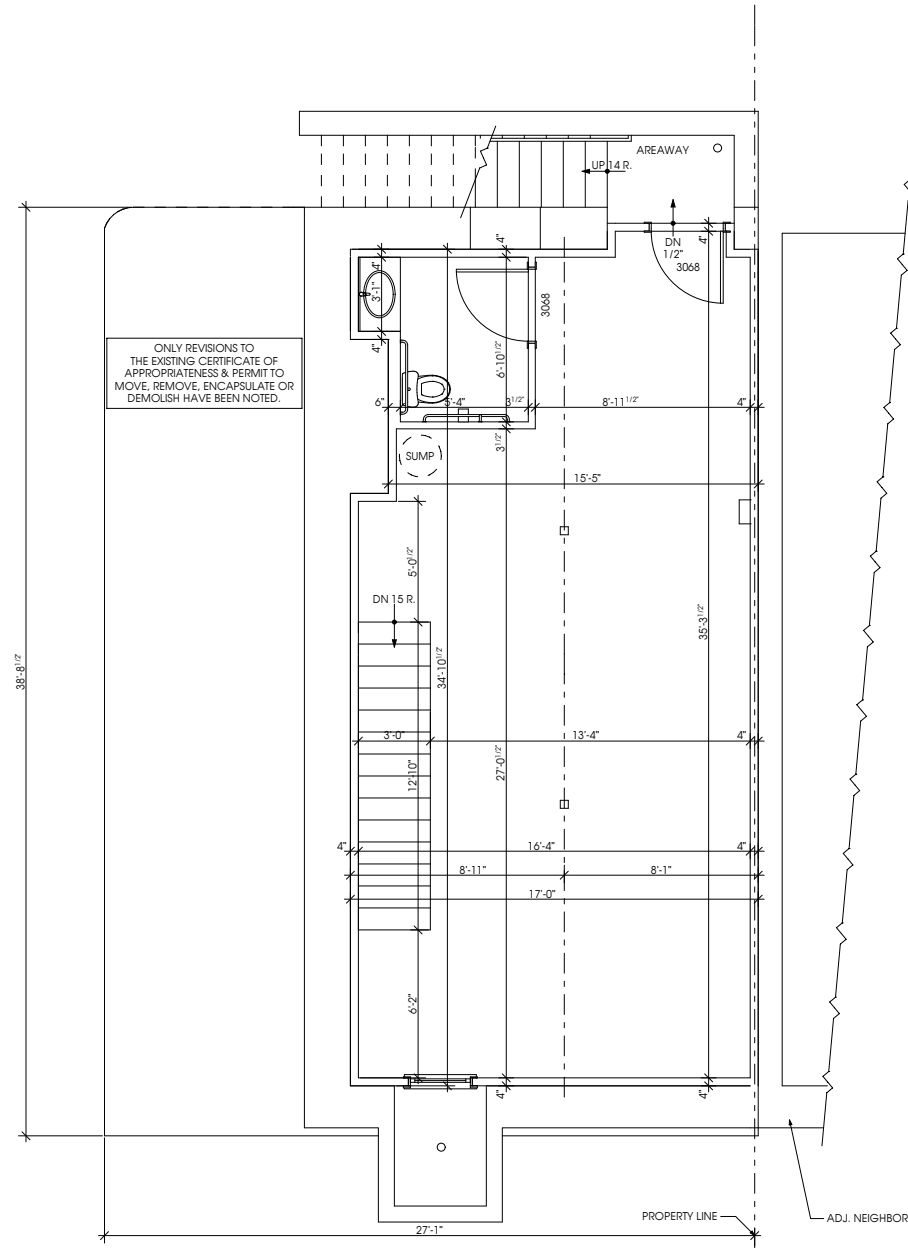 AREAWAY
UP 14 R.
DN
1/2"
3068
4"
4"
4"
3'-1"
4"
3068
6'-10 1/2"
ONLY REVISIONS TO
THE EXISTING CERTIFICATE OF
APPROPRIATENESS & PERMIT TO
MOVE, REMOVE, ENCAPSULATE OR
DEMOLISH HAVE BEEN NOTED.
6"
5'-4"
3 1/2"
8'-11 1/2"
4"
3 1/2"
SUMP
15'-5"
5'-0 1/2"
DN 15 R.
34'-10 1/2"
35'-3 1/2"
38'-8 1/2"
3'-0"
13'-4"
4"
12'-10"
27'-0 1/2"
4"
16'-4"
4"
8'-11"
8'-1"
17'-0"
6'-2"
4"
4"
PROPERTY LINE
ADJ. NEIGHBOR
27'-1"